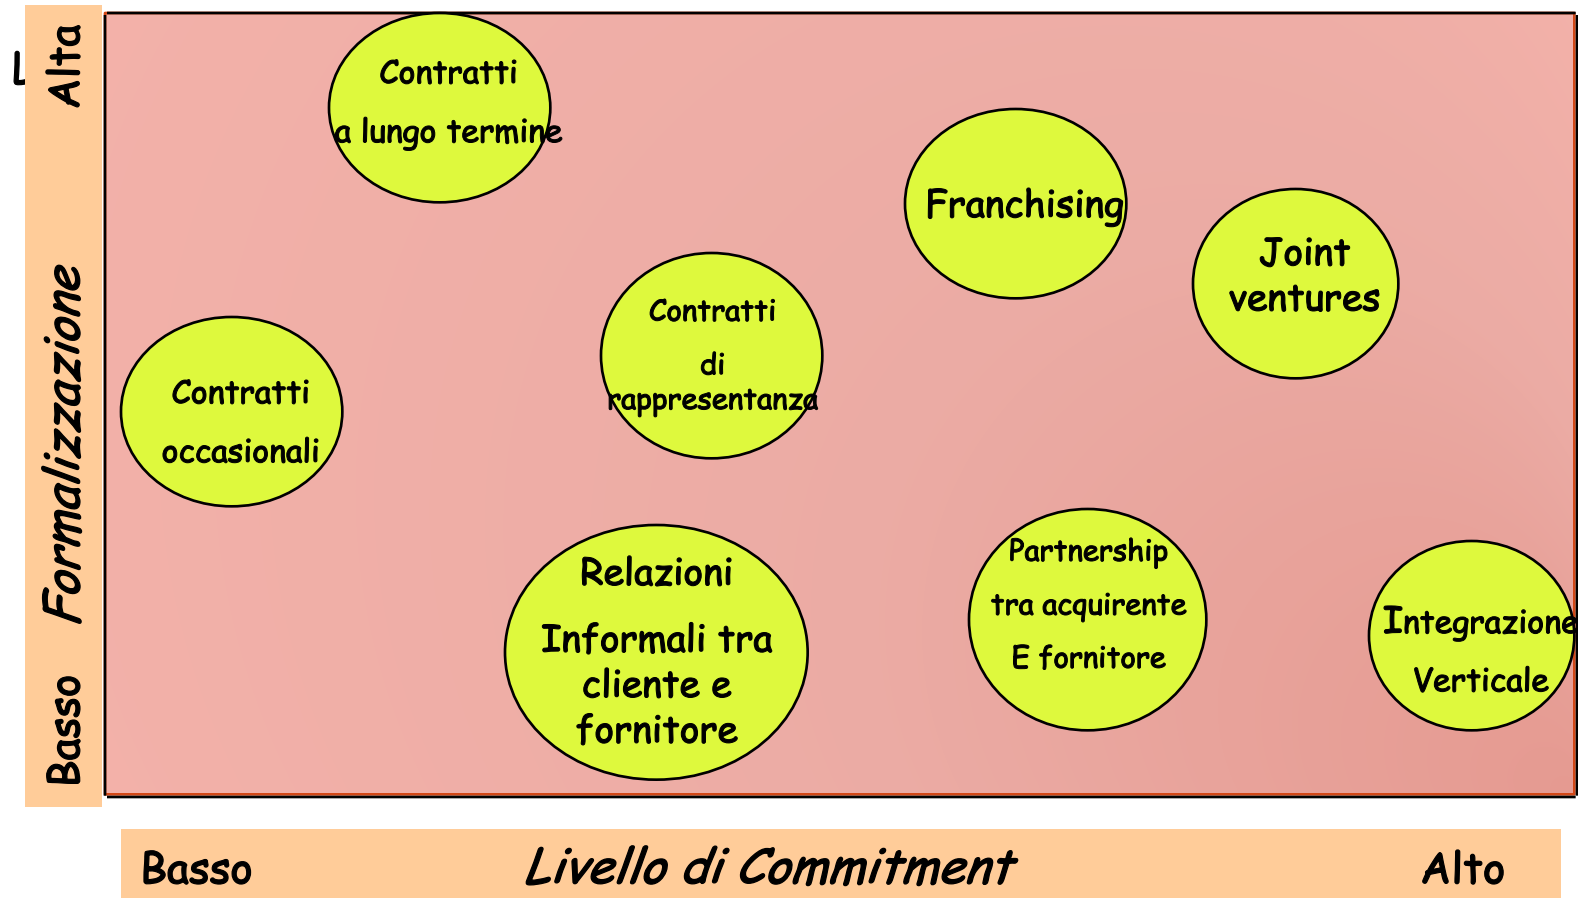 Alta
Formalizzazione
Basso
Contratti
a lungo termine
Franchising
Joint
ventures
Contratti
di
rappresentanza
Contratti
occasionali
Relazioni
Informali tra
cliente e
fornitore
Partnership
tra acquirente
E fornitore
Integrazione
Verticale
Basso
Livello di Commitment
Alto